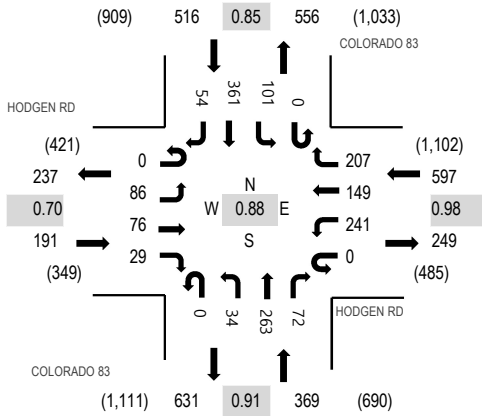 (909) 516 0.85 556 (1,033)
COLORADO 83
HODGEN RD
54 361 101 0
(421) (1,102)
237 0 207 597
86 149
N
0.70 W 0.88 E 0.98
S
191 76 241 249
29 0
(349) (485)
0 34 263 72
HODGEN RD
COLORADO 83
(1,111) 631 0.91 369 (690)